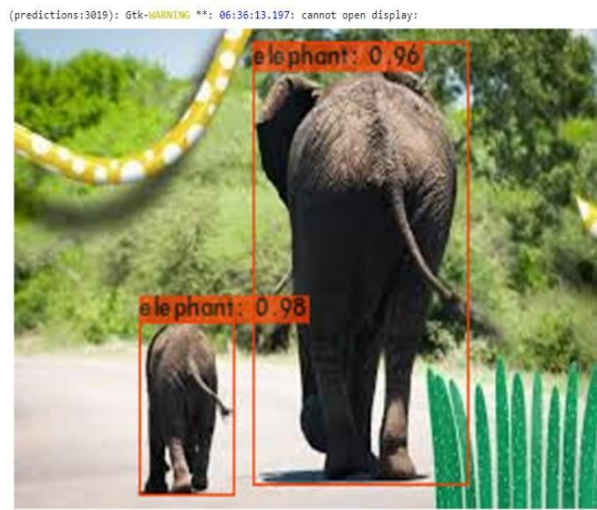 (predictions:3019): Gtk-WARNING **: 06:36:13.197: cannot open display:
elephant: 0.96
elephant: 0.98